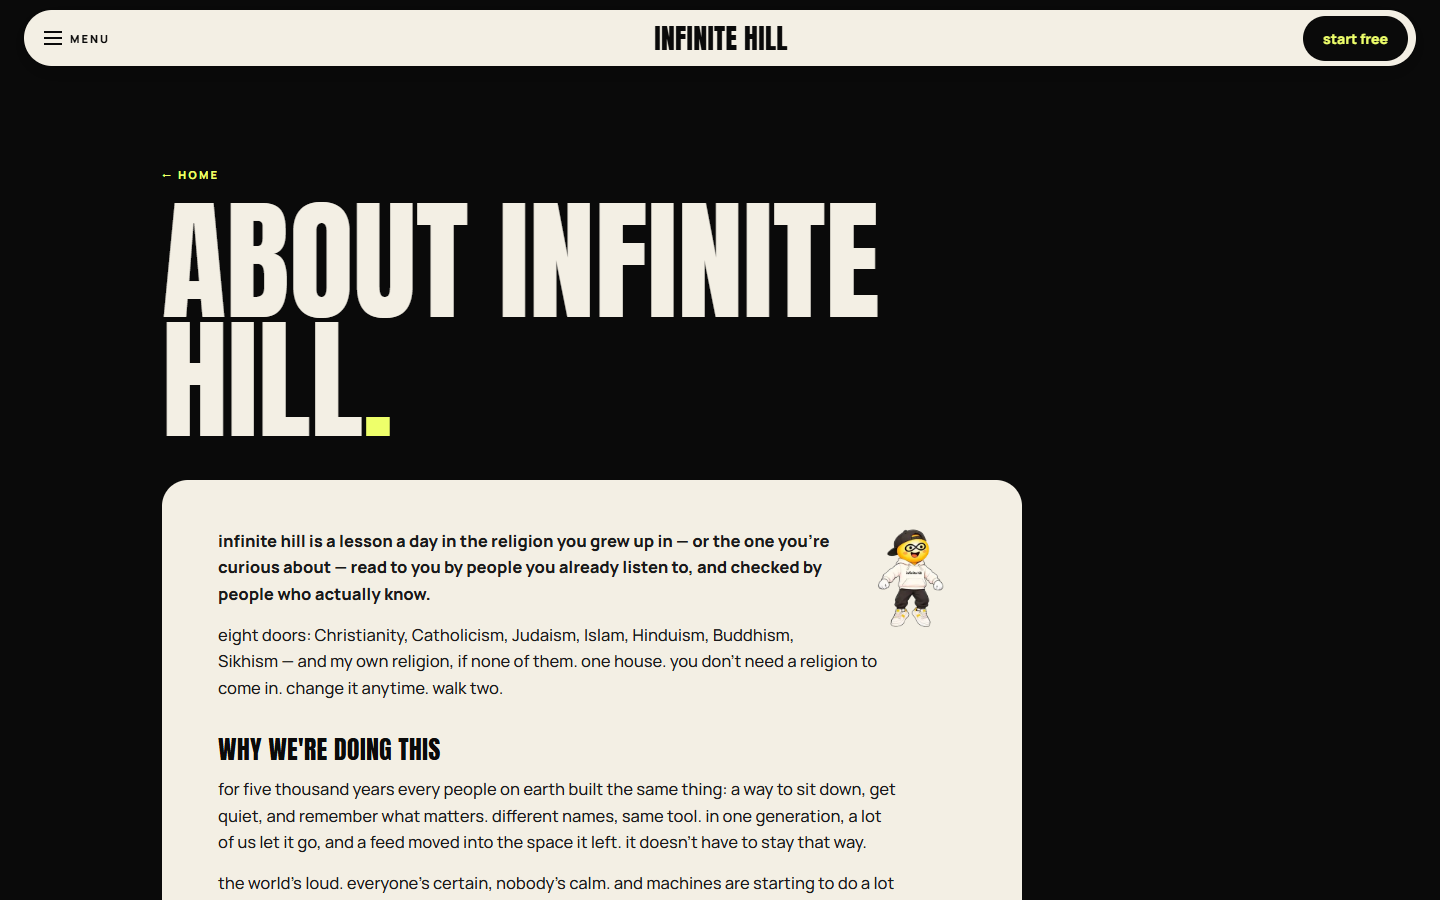 MENU
INFINITE HILL
start free
← HOME
ABOUT INFINITE
HILL.
infinite hill is a lesson a day in the religion you grew up in — or the one you're
curious about — read to you by people you already listen to, and checked by
people who actually know.
eight doors: Christianity, Catholicism, Judaism, Islam, Hinduism, Buddhism,
Sikhism — and my own religion, if none of them. one house. you don't need a religion to
come in. change it anytime. walk two.
WHY WE'RE DOING THIS
for five thousand years every people on earth built the same thing: a way to sit down, get
quiet, and remember what matters. different names, same tool. in one generation, a lot
of us let it go, and a feed moved into the space it left. it doesn't have to stay that way.
the world's loud. everyone's certain, nobody's calm. and machines are starting to do a lot